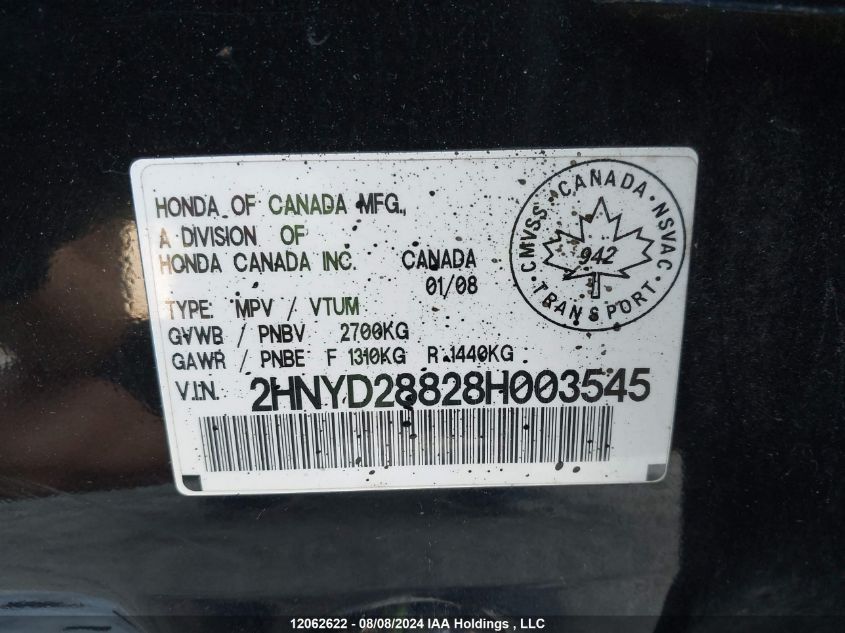 HONDA OF CANADA MFG.,
A DIVISION OF
HONDA CANADA INC. CANADA
01/08
TYPE: MPV / VTUM
GVWB / PNBV 2700KG
GAWR / PNBE F 1310KG R 1440KG
V.I.N. 2HNYD28828H003545
CMVSS · CANADA · NSVAC
942
· TRANSPORT ·
12062622 - 08/08/2024 IAA Holdings , LLC